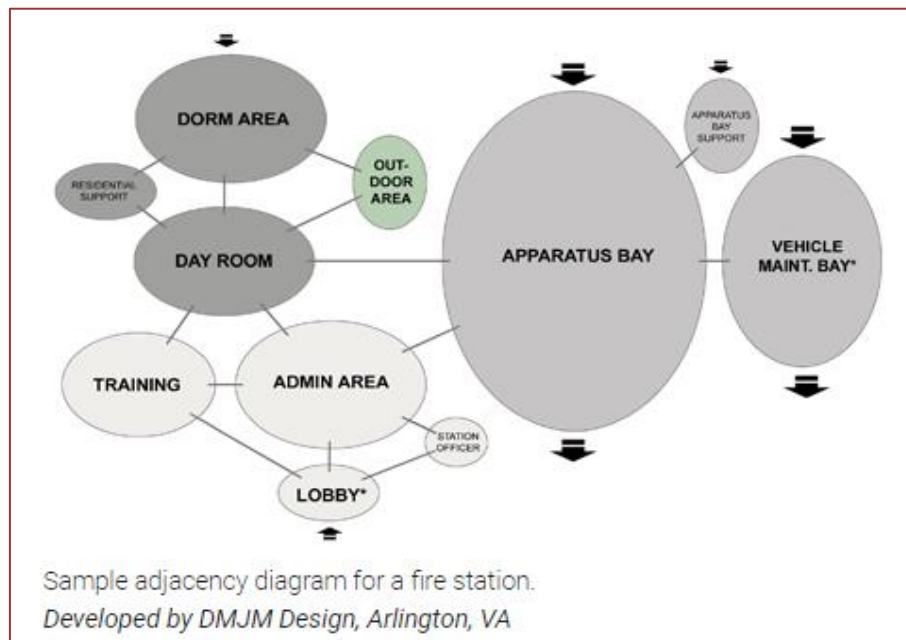 DORM AREA
RESIDENTIAL
SUPPORT
OUT-
DOOR
AREA
DAY ROOM
APPARATUS BAY
APPARATUS
BAY
SUPPORT
VEHICLE
MAINT. BAY*
TRAINING
ADMIN AREA
STATION
OFFICER
LOBBY*
Sample adjacency diagram for a fire station.
Developed by DMJM Design, Arlington, VA